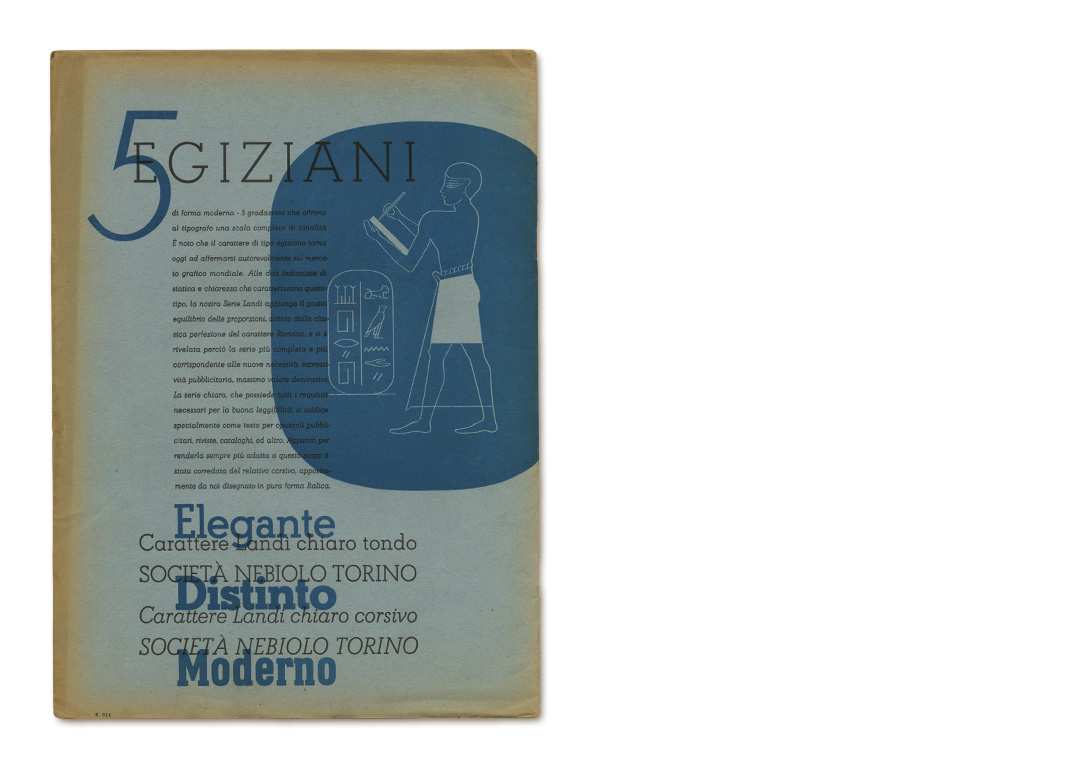 5 EGIZIANI
di forma moderna - 5 gradazioni che offrono
al tipografo una scala completa di tonalità
È noto che il carattere di tipo egiziano torna
oggi ad affermarsi autorevolmente sul merca-
to grafico mondiale. Alle doti indiscusse di
statica e chiarezza che caratterizzano questo
tipo, la nostra Serie Landi aggiunge il giusto
equilibrio delle proporzioni, attinto dalla clas-
sica perfezione del carattere Romano, e si è
rivelata perciò la serie più completa e più
corrispondente alle nuove necessità: espressi-
vità pubblicitaria, massimo valore decorativo.
La serie chiara, che possiede tutti i requisiti
necessari per la buona leggibilità, si addice
specialmente come testo per opuscoli pubbli-
citari, riviste, cataloghi, ed altro. Appunto per
renderla sempre più adatta a questo scopo è
stata corredata del relativo corsivo, apposita-
mente da noi disegnato in pura forma Italica.
Elegante
Carattere Landi chiaro tondo
SOCIETÀ NEBIOLO TORINO
Distinto
Carattere Landi chiaro corsivo
SOCIETÀ NEBIOLO TORINO
Moderno